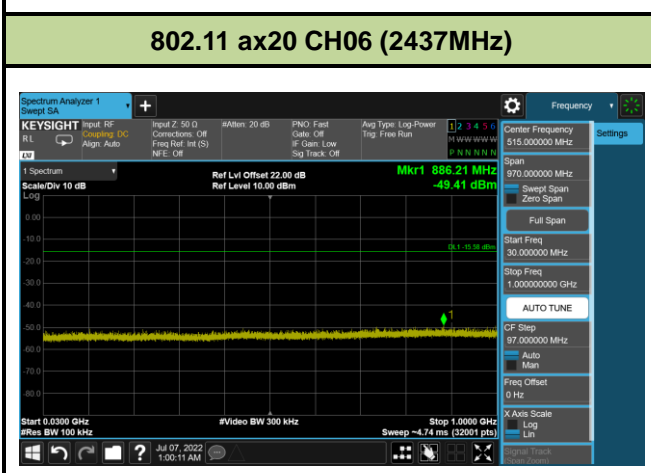 802.11 ax20 CH06 (2437MHz)
Spectrum Analyzer 1
Swept SA
Frequency
KEYSIGHT
R L
LXI
Input: RF
Coupling: DC
Align: Auto
Input Z: 50 Ω
Corrections: Off
Freq Ref: Int (S)
NFE: Off
#Atten: 20 dB
PNO: Fast
Gate: Off
IF Gain: Low
Sig Track: Off
Avg Type: Log-Power
Trig: Free Run
1 2 3 4 5 6
M W W W W W
P N N N N N
Center Frequency
515.000000 MHz
Settings
Span
970.000000 MHz
Swept Span
Zero Span
Full Span
Start Freq
30.000000 MHz
Stop Freq
1.000000000 GHz
AUTO TUNE
CF Step
97.000000 MHz
Auto
Man
Freq Offset
0 Hz
X Axis Scale
Log
Lin
Signal Track
(Span Zoom)
1 Spectrum
Scale/Div 10 dB
Log
Ref Lvl Offset 22.00 dB
Ref Level 10.00 dBm
Mkr1 886.21 MHz
-49.41 dBm
0.00
-10.0
DL1 -15.56 dBm
-20.0
-30.0
-40.0
1
-50.0
-60.0
-70.0
-80.0
Start 0.0300 GHz
#Video BW 300 kHz
Stop 1.0000 GHz
#Res BW 100 kHz
Sweep ~4.74 ms (32001 pts)
?
Jul 07, 2022
1:00:11 AM